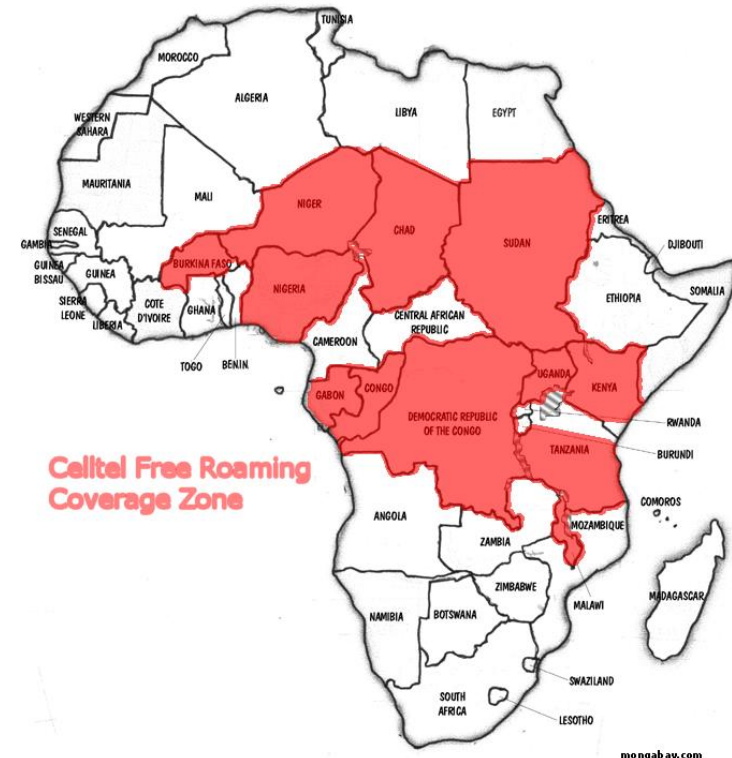 TUNISIA
MOROCCO
ALGERIA
LIBYA
EGYPT
WESTERN
SAHARA
MAURITANIA
MALI
NIGER
CHAD
SUDAN
ERITREA
DJIBOUTI
SENEGAL
GAMBIA
GUINEA
BISSAU
GUINEA
BURKINA FASO
NIGERIA
ETHIOPIA
SOMALIA
SIERRA
LEONE
LIBERIA
COTE
D'IVOIRE
GHANA
TOGO
BENIN
CAMEROON
CENTRAL AFRICAN
REPUBLIC
UGANDA
KENYA
GABON
CONGO
DEMOCRATIC REPUBLIC
OF THE CONGO
RWANDA
BURUNDI
TANZANIA
Celltel Free Roaming
Coverage Zone
COMOROS
ANGOLA
ZAMBIA
MOZAMBIQUE
MALAWI
MADAGASCAR
ZIMBABWE
NAMIBIA
BOTSWANA
SWAZILAND
SOUTH
AFRICA
LESOTHO
mongabay.com